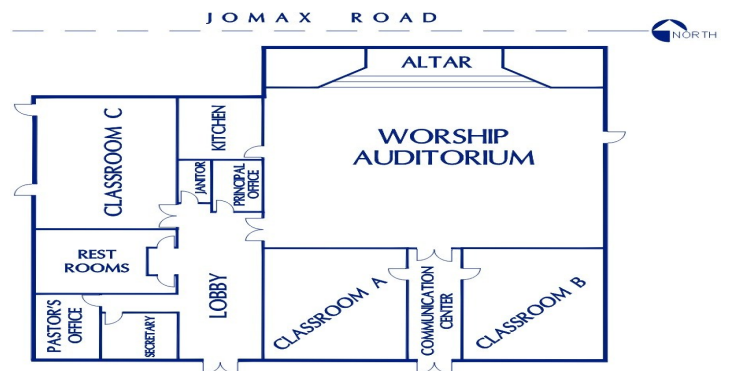 JOMAX ROAD
NORTH
ALTAR
WORSHIP
AUDITORIUM
CLASSROOM C
KITCHEN
JANITOR
PRINCIPAL
OFFICE
REST
ROOMS
LOBBY
PASTOR'S
OFFICE
SECRETARY
CLASSROOM A
COMMUNICATION
CENTER
CLASSROOM B